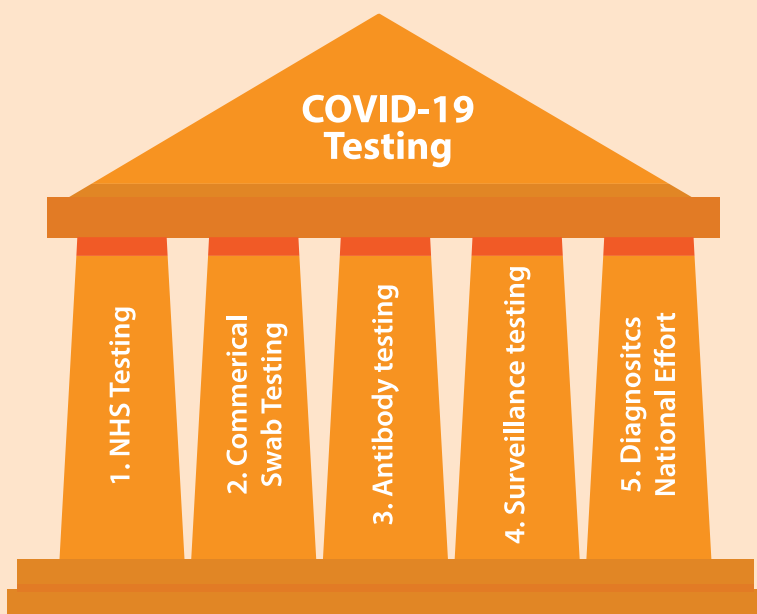 COVID-19
Testing
1. NHS Testing
2. Commerical
Swab Testing
3. Antibody testing
4. Surveillance testing
5. Diagnositcs
National Effort